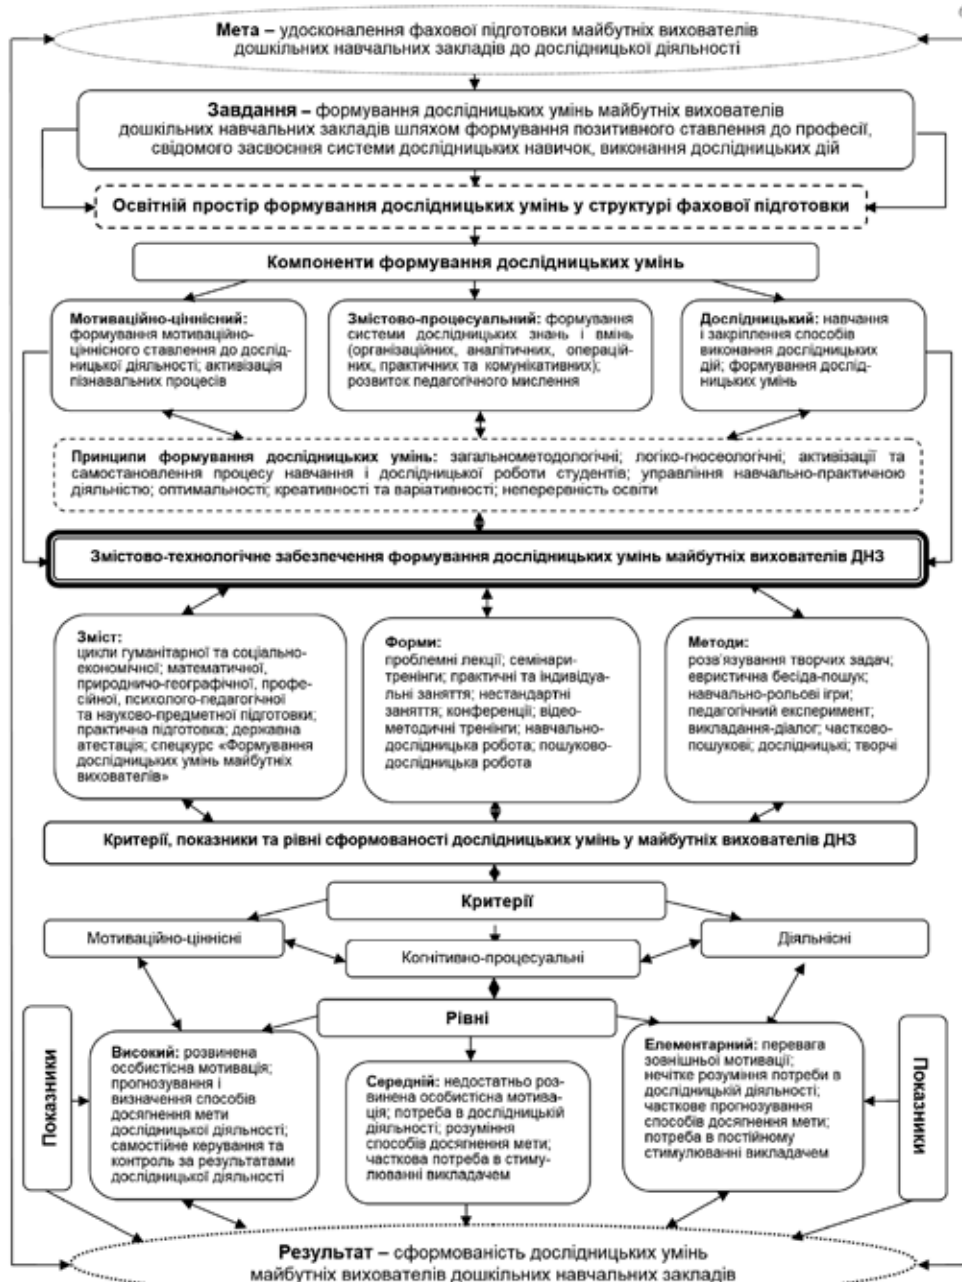 Мета – удосконалення фахової підготовки майбутніх вихователів
дошкільних навчальних закладів до дослідницької діяльності
Завдання – формування дослідницьких умінь майбутніх вихователів
дошкільних навчальних закладів шляхом формування позитивного ставлення до професії,
свідомого засвоєння системи дослідницьких навичок, виконання дослідницьких дій
Освітній простір формування дослідницьких умінь у структурі фахової підготовки
Компоненти формування дослідницьких умінь
Мотиваційно-ціннісний:
формування мотиваційно-
ціннісного ставлення до дослід-
ницької діяльності; активізація
пізнавальних процесів
Змістово-процесуальний: формування
системи дослідницьких знань і вмінь
(організаційних, аналітичних, операцій-
них, практичних та комунікативних);
розвиток педагогічного мислення
Дослідницький: навчання
і закріплення способів
виконання дослідницьких
дій; формування дослід-
ницьких умінь
Принципи формування дослідницьких умінь: загальнометодологічні; логіко-гносеологічні; активізації та
самостановлення процесу навчання і дослідницької роботи студентів; управління навчально-практичною
діяльністю; оптимальності; креативності та варіативності; неперервність освіти
Змістово-технологічне забезпечення формування дослідницьких умінь майбутніх вихователів ДНЗ
Зміст:
цикли гуманітарної та соціально-
економічної; математичної,
природничо-географічної, профе-
сійної, психолого-педагогічної
та науково-предметної підготовки;
практична підготовка; державна
атестація; спецкурс «Формування
дослідницьких умінь майбутніх
вихователів»
Форми:
проблемні лекції; семінари-
тренінги; практичні та індивідуа-
льні заняття; нестандартні
заняття; конференції; відео-
методичні тренінги; навчально-
дослідницька робота; пошуково-
дослідницька робота
Методи:
розв'язування творчих задач;
евристична бесіда-пошук;
навчально-рольові ігри;
педагогічний експеримент;
викладання-діалог; частково-
пошукові; дослідницькі; творчі
Критерії, показники та рівні сформованості дослідницьких умінь у майбутніх вихователів ДНЗ
Критерії
Мотиваційно-ціннісні
Когнітивно-процесуальні
Діяльнісні
Рівні
Показники
Високий: розвинена
особистісна мотивація;
прогнозування і
визначення способів
досягнення мети
дослідницької діяльності;
самостійне керування та
контроль за результатами
дослідницької діяльності
Середній: недостатньо роз-
винена особистісна мотива-
ція; потреба в дослідницькій
діяльності; розуміння
способів досягнення мети;
часткова потреба в стиму-
люванні викладачем
Елементарний: перевага
зовнішньої мотивації;
нечітке розуміння потреби в
дослідницькій діяльності;
часткове прогнозування
способів досягнення мети;
потреба в постійному
стимулюванні викладачем
Показники
Результат – сформованість дослідницьких умінь
майбутніх вихователів дошкільних навчальних закладів